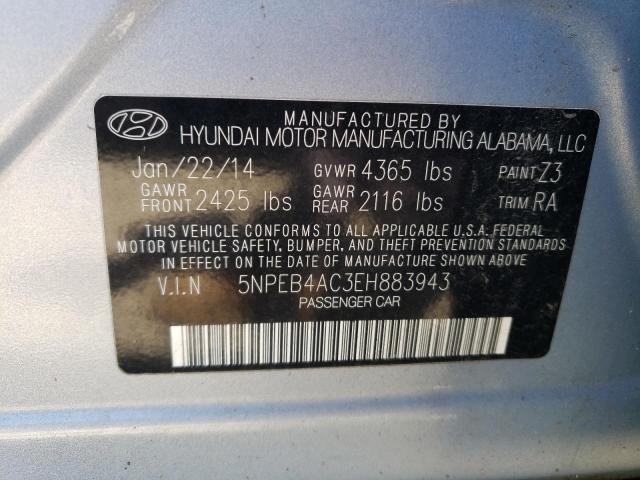 MANUFACTURED BY
HYUNDAI MOTOR MANUFACTURING ALABAMA, LLC
Jan/22/14 GVWR 4365 lbs PAINT Z3
GAWR FRONT 2425 lbs GAWR REAR 2116 lbs TRIM RA
THIS VEHICLE CONFORMS TO ALL APPLICABLE U.S.A. FEDERAL
MOTOR VEHICLE SAFETY, BUMPER, AND THEFT PREVENTION STANDARDS
IN EFFECT ON THE DATE OF MANUFACTURE SHOWN ABOVE.
V.I.N 5NPEB4AC3EH883943
PASSENGER CAR